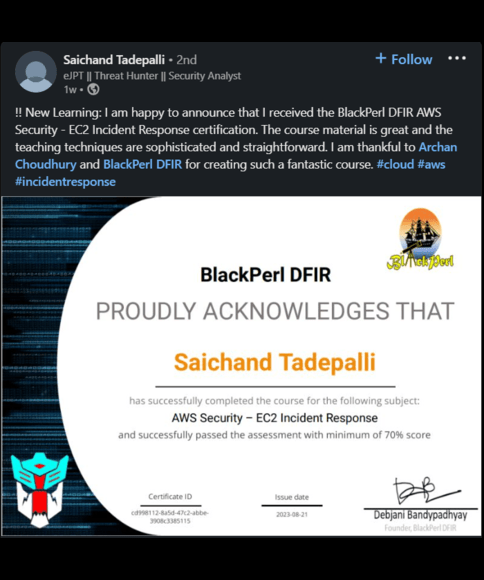 Saichand Tadepalli • 2nd
+ Follow
eJPT || Threat Hunter || Security Analyst
1w •
!! New Learning: I am happy to announce that I received the BlackPerl DFIR AWS
Security - EC2 Incident Response certification. The course material is great and the
teaching techniques are sophisticated and straightforward. I am thankful to Archan
Choudhury and BlackPerl DFIR for creating such a fantastic course. #cloud #aws
#incidentresponse
BlackPerl
BlackPerl DFIR
PROUDLY ACKNOWLEDGES THAT
Saichand Tadepalli
has successfully completed the course for the following subject:
AWS Security – EC2 Incident Response
and successfully passed the assessment with minimum of 70% score
Certificate ID
cd998112-8a5d-47c2-abbe-
3908c3385115
Issue date
2023-08-21
Debjani Bandypadhyay
Founder, BlackPerl DFIR